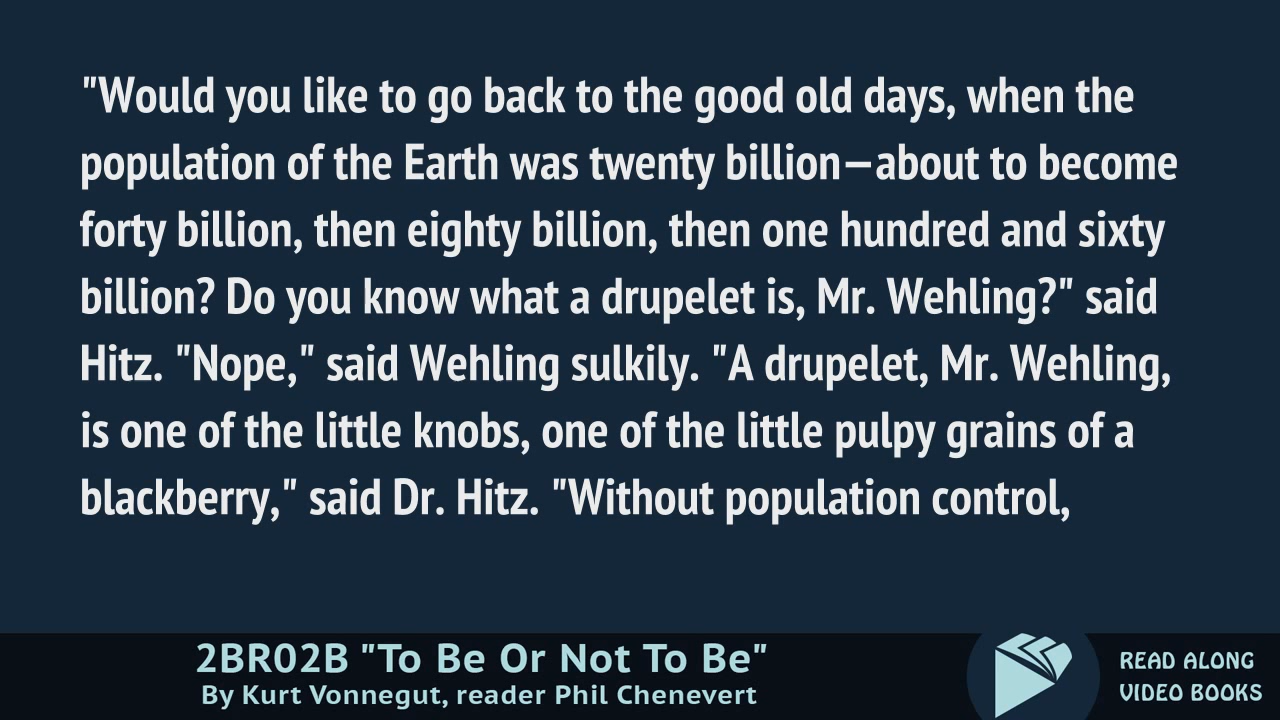 "Would you like to go back to the good old days, when the
population of the Earth was twenty billion—about to become
forty billion, then eighty billion, then one hundred and sixty
billion? Do you know what a drupelet is, Mr. Wehling?" said
Hitz. "Nope," said Wehling sulkily. "A drupelet, Mr. Wehling,
is one of the little knobs, one of the little pulpy grains of a
blackberry," said Dr. Hitz. "Without population control,
2BR02B "To Be Or Not To Be"
By Kurt Vonnegut, reader Phil Chenevert
READ ALONG
VIDEO BOOKS